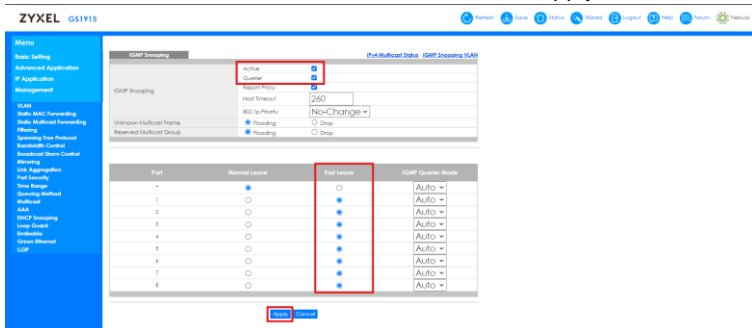 ZYXEL GS1915
Refresh Save Status Wizard Logout Help Forum Nebula
Menu
Basic Setting
Advanced Application
IP Application
Management
VLAN
Static MAC Forwarding
Static Multicast Forwarding
Filtering
Spanning Tree Protocol
Bandwidth Control
Broadcast Storm Control
Mirroring
Link Aggregation
Port Security
Time Range
Queuing Method
Multicast
AAA
DHCP Snooping
Loop Guard
Errdisable
Green Ethernet
LLDP
IGMP Snooping IPv4 Multicast Status IGMP Snooping VLAN
IGMP Snooping
Active
Querier
Report Proxy
Host Timeout 260
802.1p Priority No-Change
Unknown Multicast Frame Flooding Drop
Reserved Multicast Group Flooding Drop
Port Normal Leave Fast Leave IGMP Querier Mode
* Auto
1 Auto
2 Auto
3 Auto
4 Auto
5 Auto
6 Auto
7 Auto
8 Auto
Apply Cancel